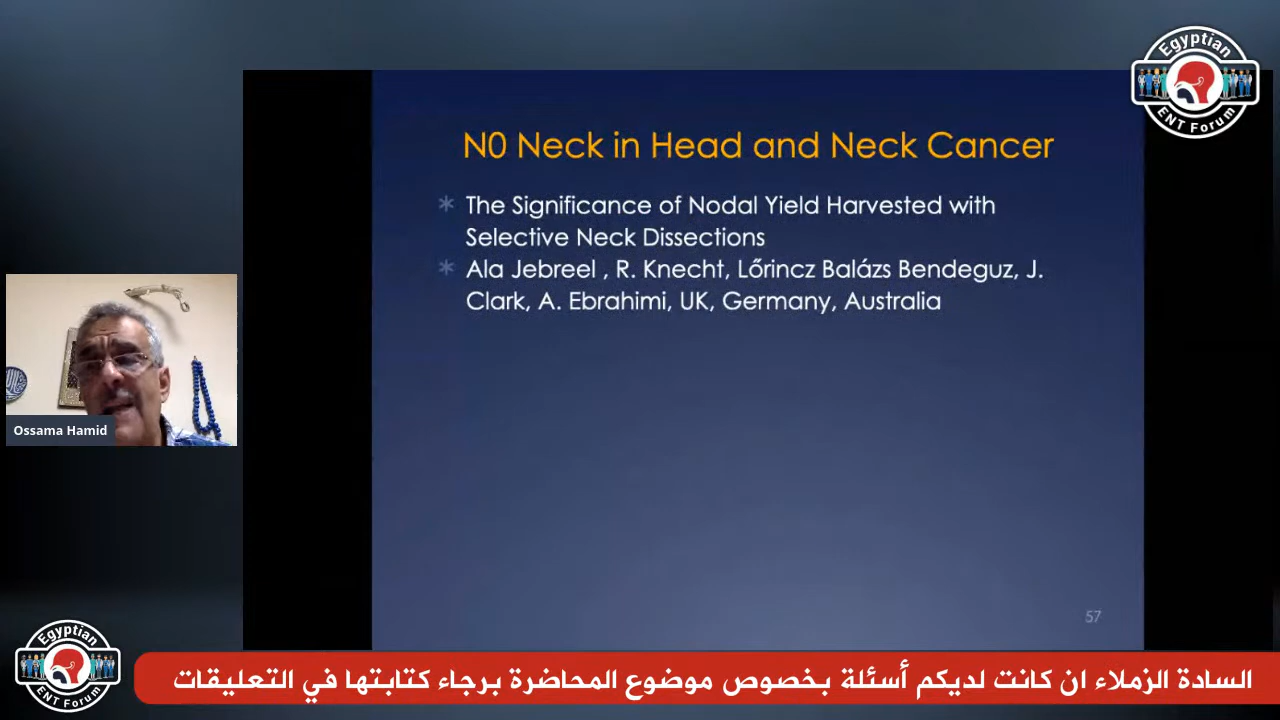 Egyptian
ENT Forum
N0 Neck in Head and Neck Cancer
The Significance of Nodal Yield Harvested with
Selective Neck Dissections
Ala Jebreel , R. Knecht, Lőrincz Balázs Bendeguz, J.
Clark, A. Ebrahimi, UK, Germany, Australia
Ossama Hamid
57
Egyptian
ENT Forum
السادة الزملاء ان كانت لديكم أسئلة بخصوص موضوع المحاضرة برجاء كتابتها في التعليقات